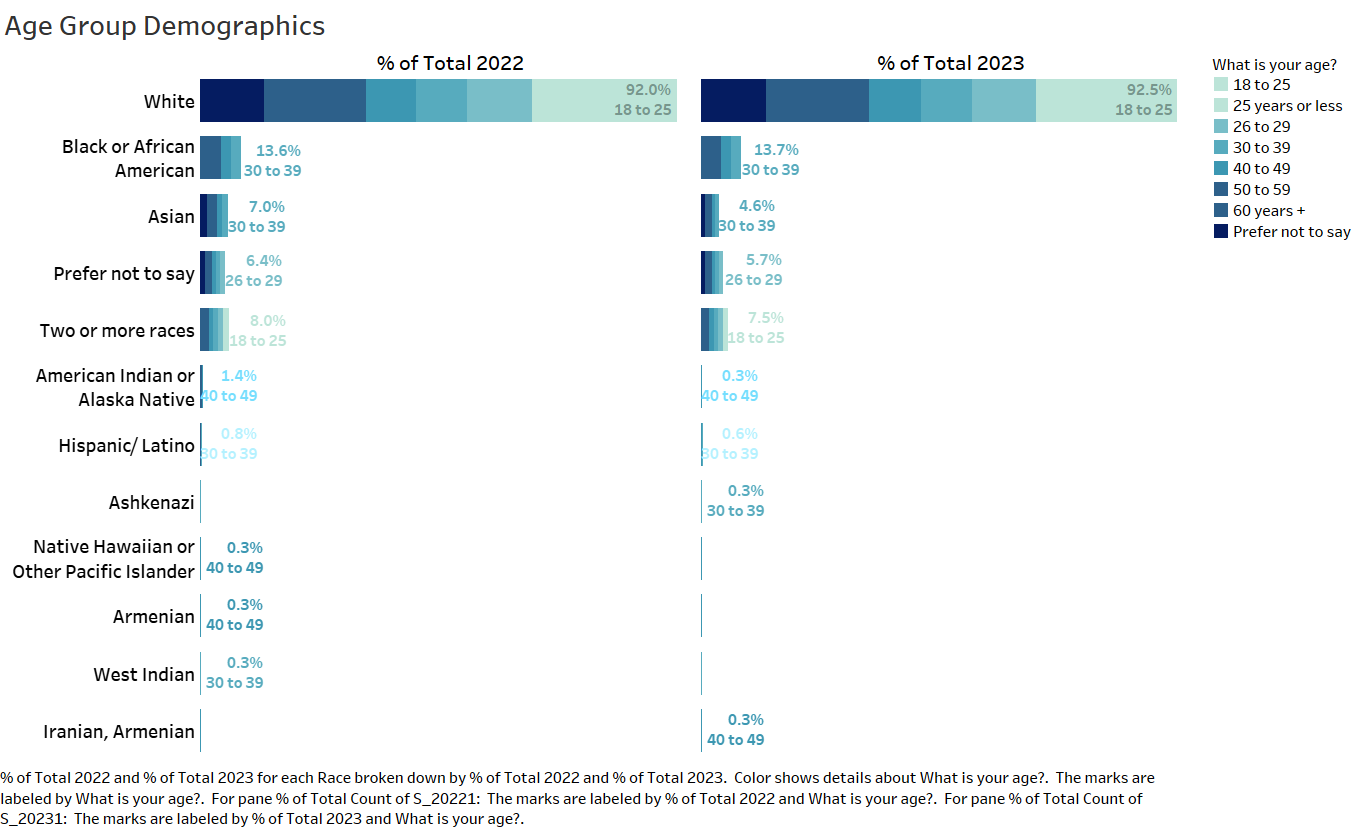 Age Group Demographics
% of Total 2022
% of Total 2023
What is your age?
18 to 25
25 years or less
26 to 29
30 to 39
40 to 49
50 to 59
60 years +
Prefer not to say
White
92.0%
18 to 25
92.5%
18 to 25
Black or African
American
13.6%
30 to 39
13.7%
30 to 39
Asian
7.0%
30 to 39
4.6%
30 to 39
Prefer not to say
6.4%
26 to 29
5.7%
26 to 29
Two or more races
8.0%
18 to 25
7.5%
18 to 25
American Indian or
Alaska Native
1.4%
40 to 49
0.3%
40 to 49
Hispanic/ Latino
0.8%
30 to 39
0.6%
30 to 39
Ashkenazi
0.3%
30 to 39
Native Hawaiian or
Other Pacific Islander
0.3%
40 to 49
Armenian
0.3%
40 to 49
West Indian
0.3%
30 to 39
Iranian, Armenian
0.3%
40 to 49
% of Total 2022 and % of Total 2023 for each Race broken down by % of Total 2022 and % of Total 2023.  Color shows details about What is your age?.  The marks are
labeled by What is your age?.  For pane % of Total Count of S_20221:  The marks are labeled by % of Total 2022 and What is your age?.  For pane % of Total Count of
S_20231:  The marks are labeled by % of Total 2023 and What is your age?.